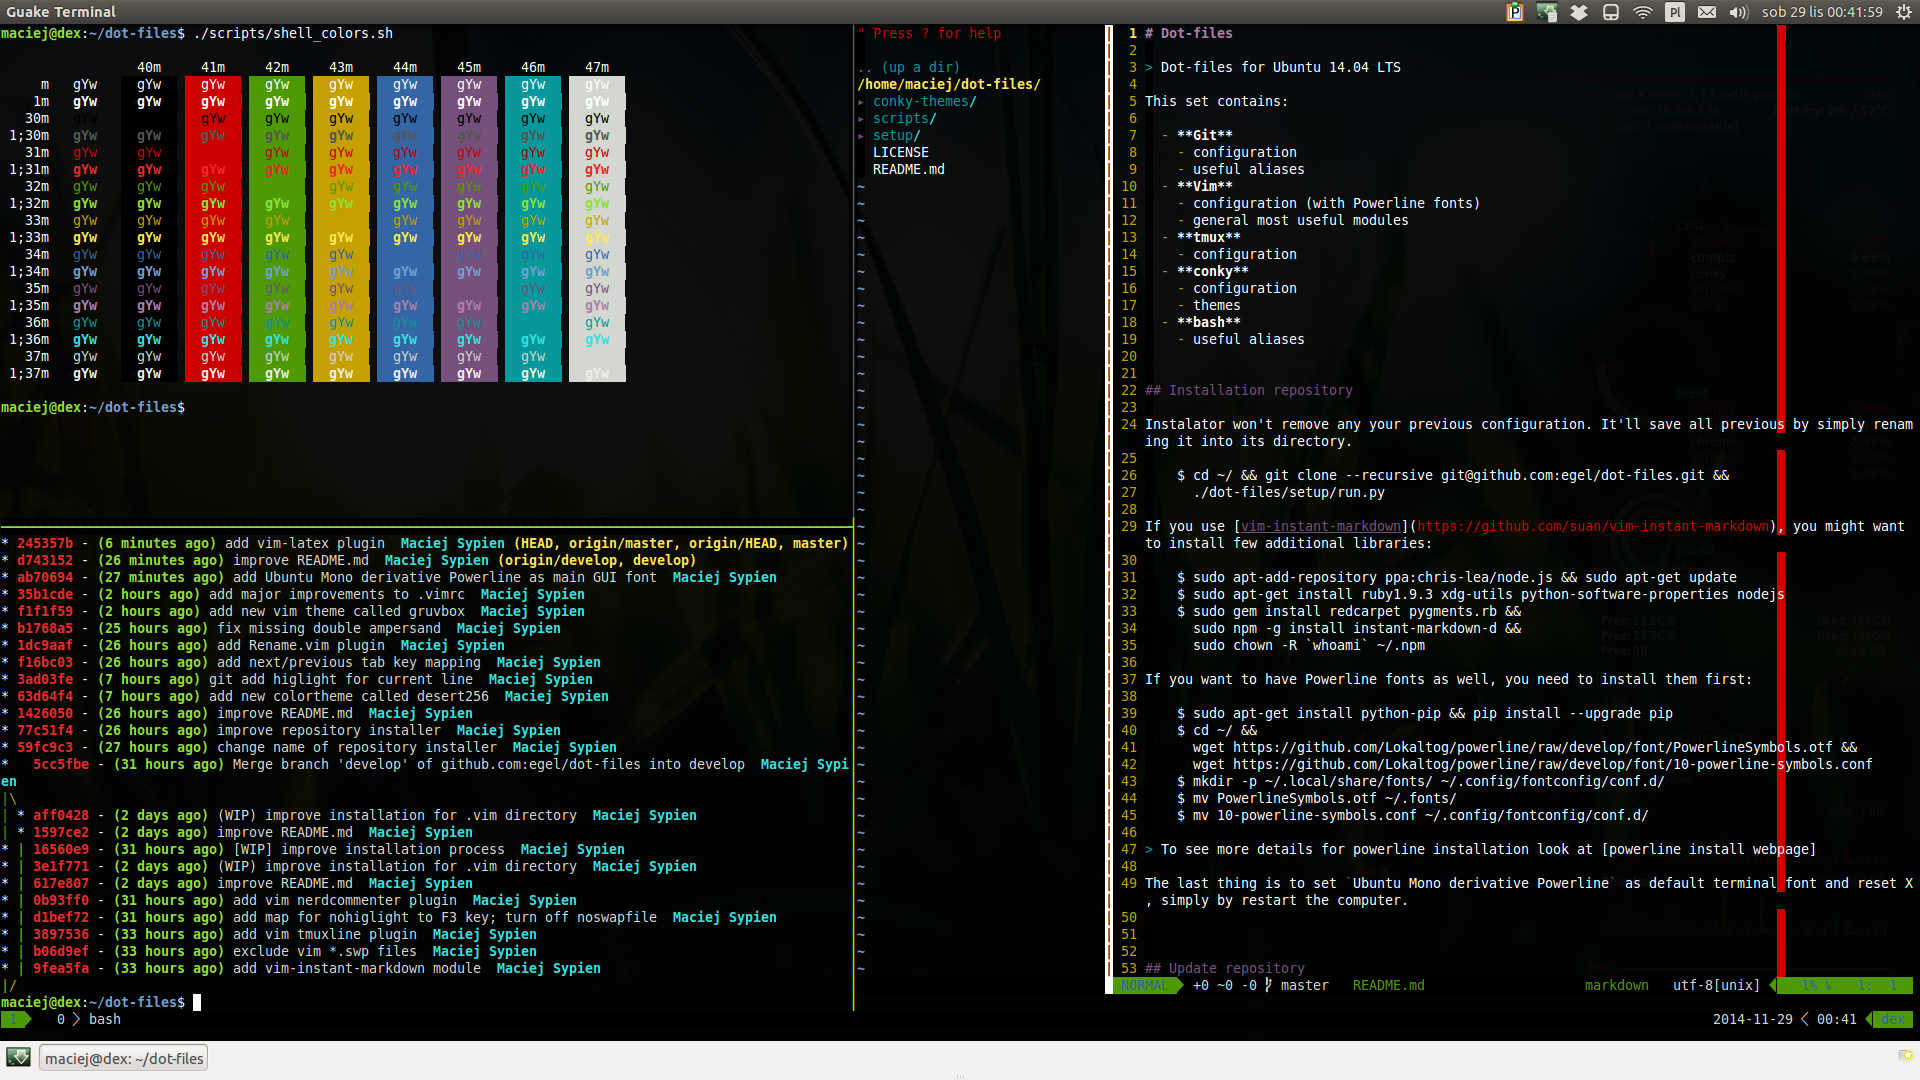 Guake Terminal
Pl
sob 29 lis 00:41:59
maciej@dex:~/dot-files$ ./scripts/shell_colors.sh
40m 41m 42m 43m 44m 45m 46m 47m
m gYw gYw gYw gYw gYw gYw gYw gYw gYw
1m gYw gYw gYw gYw gYw gYw gYw gYw gYw
30m gYw gYw gYw gYw gYw gYw gYw
1;30m gYw gYw gYw gYw gYw gYw gYw gYw gYw
31m gYw gYw gYw gYw gYw gYw gYw gYw
1;31m gYw gYw gYw gYw gYw gYw gYw gYw gYw
32m gYw gYw gYw gYw gYw gYw gYw gYw
1;32m gYw gYw gYw gYw gYw gYw gYw gYw gYw
33m gYw gYw gYw gYw gYw gYw gYw gYw
1;33m gYw gYw gYw gYw gYw gYw gYw gYw gYw
34m gYw gYw gYw gYw gYw gYw gYw gYw
1;34m gYw gYw gYw gYw gYw gYw gYw gYw gYw
35m gYw gYw gYw gYw gYw gYw gYw gYw
1;35m gYw gYw gYw gYw gYw gYw gYw gYw gYw
36m gYw gYw gYw gYw gYw gYw gYw gYw
1;36m gYw gYw gYw gYw gYw gYw gYw gYw gYw
37m gYw gYw gYw gYw gYw gYw gYw gYw
1;37m gYw gYw gYw gYw gYw gYw gYw gYw gYw
maciej@dex:~/dot-files$
* 245357b - (6 minutes ago) add vim-latex plugin Maciej Sypien (HEAD, origin/master, origin/HEAD, master)
* d743152 - (26 minutes ago) improve README.md Maciej Sypien (origin/develop, develop)
* ab70694 - (27 minutes ago) add Ubuntu Mono derivative Powerline as main GUI font Maciej Sypien
* 35b1cde - (2 hours ago) add major improvements to .vimrc Maciej Sypien
* f1f1f59 - (2 hours ago) add new vim theme called gruvbox Maciej Sypien
* b1768a5 - (25 hours ago) fix missing double ampersand Maciej Sypien
* 1dc9aaf - (26 hours ago) add Rename.vim plugin Maciej Sypien
* f16bc03 - (26 hours ago) add next/previous tab key mapping Maciej Sypien
* 3ad03fe - (7 hours ago) git add higlight for current line Maciej Sypien
* 63d64f4 - (7 hours ago) add new colortheme called desert256 Maciej Sypien
* 1426050 - (26 hours ago) improve README.md Maciej Sypien
* 77c51f4 - (26 hours ago) improve repository installer Maciej Sypien
* 59fc9c3 - (27 hours ago) change name of repository installer Maciej Sypien
* 5cc5fbe - (31 hours ago) Merge branch 'develop' of github.com:egel/dot-files into develop Maciej Sypi
en
|\
| * aff0428 - (2 days ago) (WIP) improve installation for .vim directory Maciej Sypien
| * 1597ce2 - (2 days ago) improve README.md Maciej Sypien
* | 16560e9 - (31 hours ago) [WIP] improve installation process Maciej Sypien
* | 3e1f771 - (2 days ago) (WIP) improve installation for .vim directory Maciej Sypien
* | 617e807 - (2 days ago) improve README.md Maciej Sypien
* | 0b93ff0 - (31 hours ago) add vim nerdcommenter plugin Maciej Sypien
* | d1bef72 - (31 hours ago) add map for nohiglight to F3 key; turn off noswapfile Maciej Sypien
* | 3897536 - (33 hours ago) add vim tmuxline plugin Maciej Sypien
* | b06d9ef - (33 hours ago) exclude vim *.swp files Maciej Sypien
* | 9fea5fa - (33 hours ago) add vim-instant-markdown module Maciej Sypien
|/
maciej@dex:~/dot-files$
" Press ? for help
.. (up a dir)
/home/maciej/dot-files/
▸ conky-themes/
▸ scripts/
▸ setup/
LICENSE
README.md
1 # Dot-files
2
3 > Dot-files for Ubuntu 14.04 LTS
4
5 This set contains:
6
7 - **Git**
8 - configuration
9 - useful aliases
10 - **Vim**
11 - configuration (with Powerline fonts)
12 - general most useful modules
13 - **tmux**
14 - configuration
15 - **conky**
16 - configuration
17 - themes
18 - **bash**
19 - useful aliases
20
21
22 ## Installation repository
23
24 Instalator won't remove any your previous configuration. It'll save all previous by simply renam
ing it into its directory.
25
26 $ cd ~/ && git clone --recursive git@github.com:egel/dot-files.git &&
27 ./dot-files/setup/run.py
28
29 If you use [vim-instant-markdown](https://github.com/suan/vim-instant-markdown), you might want
to install few additional libraries:
30
31 $ sudo apt-add-repository ppa:chris-lea/node.js && sudo apt-get update
32 $ sudo apt-get install ruby1.9.3 xdg-utils python-software-properties nodejs
33 $ sudo gem install redcarpet pygments.rb &&
34 sudo npm -g install instant-markdown-d &&
35 sudo chown -R `whoami` ~/.npm
36
37 If you want to have Powerline fonts as well, you need to install them first:
38
39 $ sudo apt-get install python-pip && pip install --upgrade pip
40 $ cd ~/ &&
41 wget https://github.com/Lokaltog/powerline/raw/develop/font/PowerlineSymbols.otf &&
42 wget https://github.com/Lokaltog/powerline/raw/develop/font/10-powerline-symbols.conf
43 $ mkdir -p ~/.local/share/fonts/ ~/.config/fontconfig/conf.d/
44 $ mv PowerlineSymbols.otf ~/.fonts/
45 $ mv 10-powerline-symbols.conf ~/.config/fontconfig/conf.d/
46
47 > To see more details for powerline installation look at [powerline install webpage]
48
49 The last thing is to set `Ubuntu Mono derivative Powerline` as default terminal font and reset X
, simply by restart the computer.
50
51
52
53 ## Update repository
NORMAL +0 ~0 -0 master README.md markdown utf-8[unix] 1% 1: 1
1 0 bash 2014-11-29 00:41 dex
maciej@dex: ~/dot-files